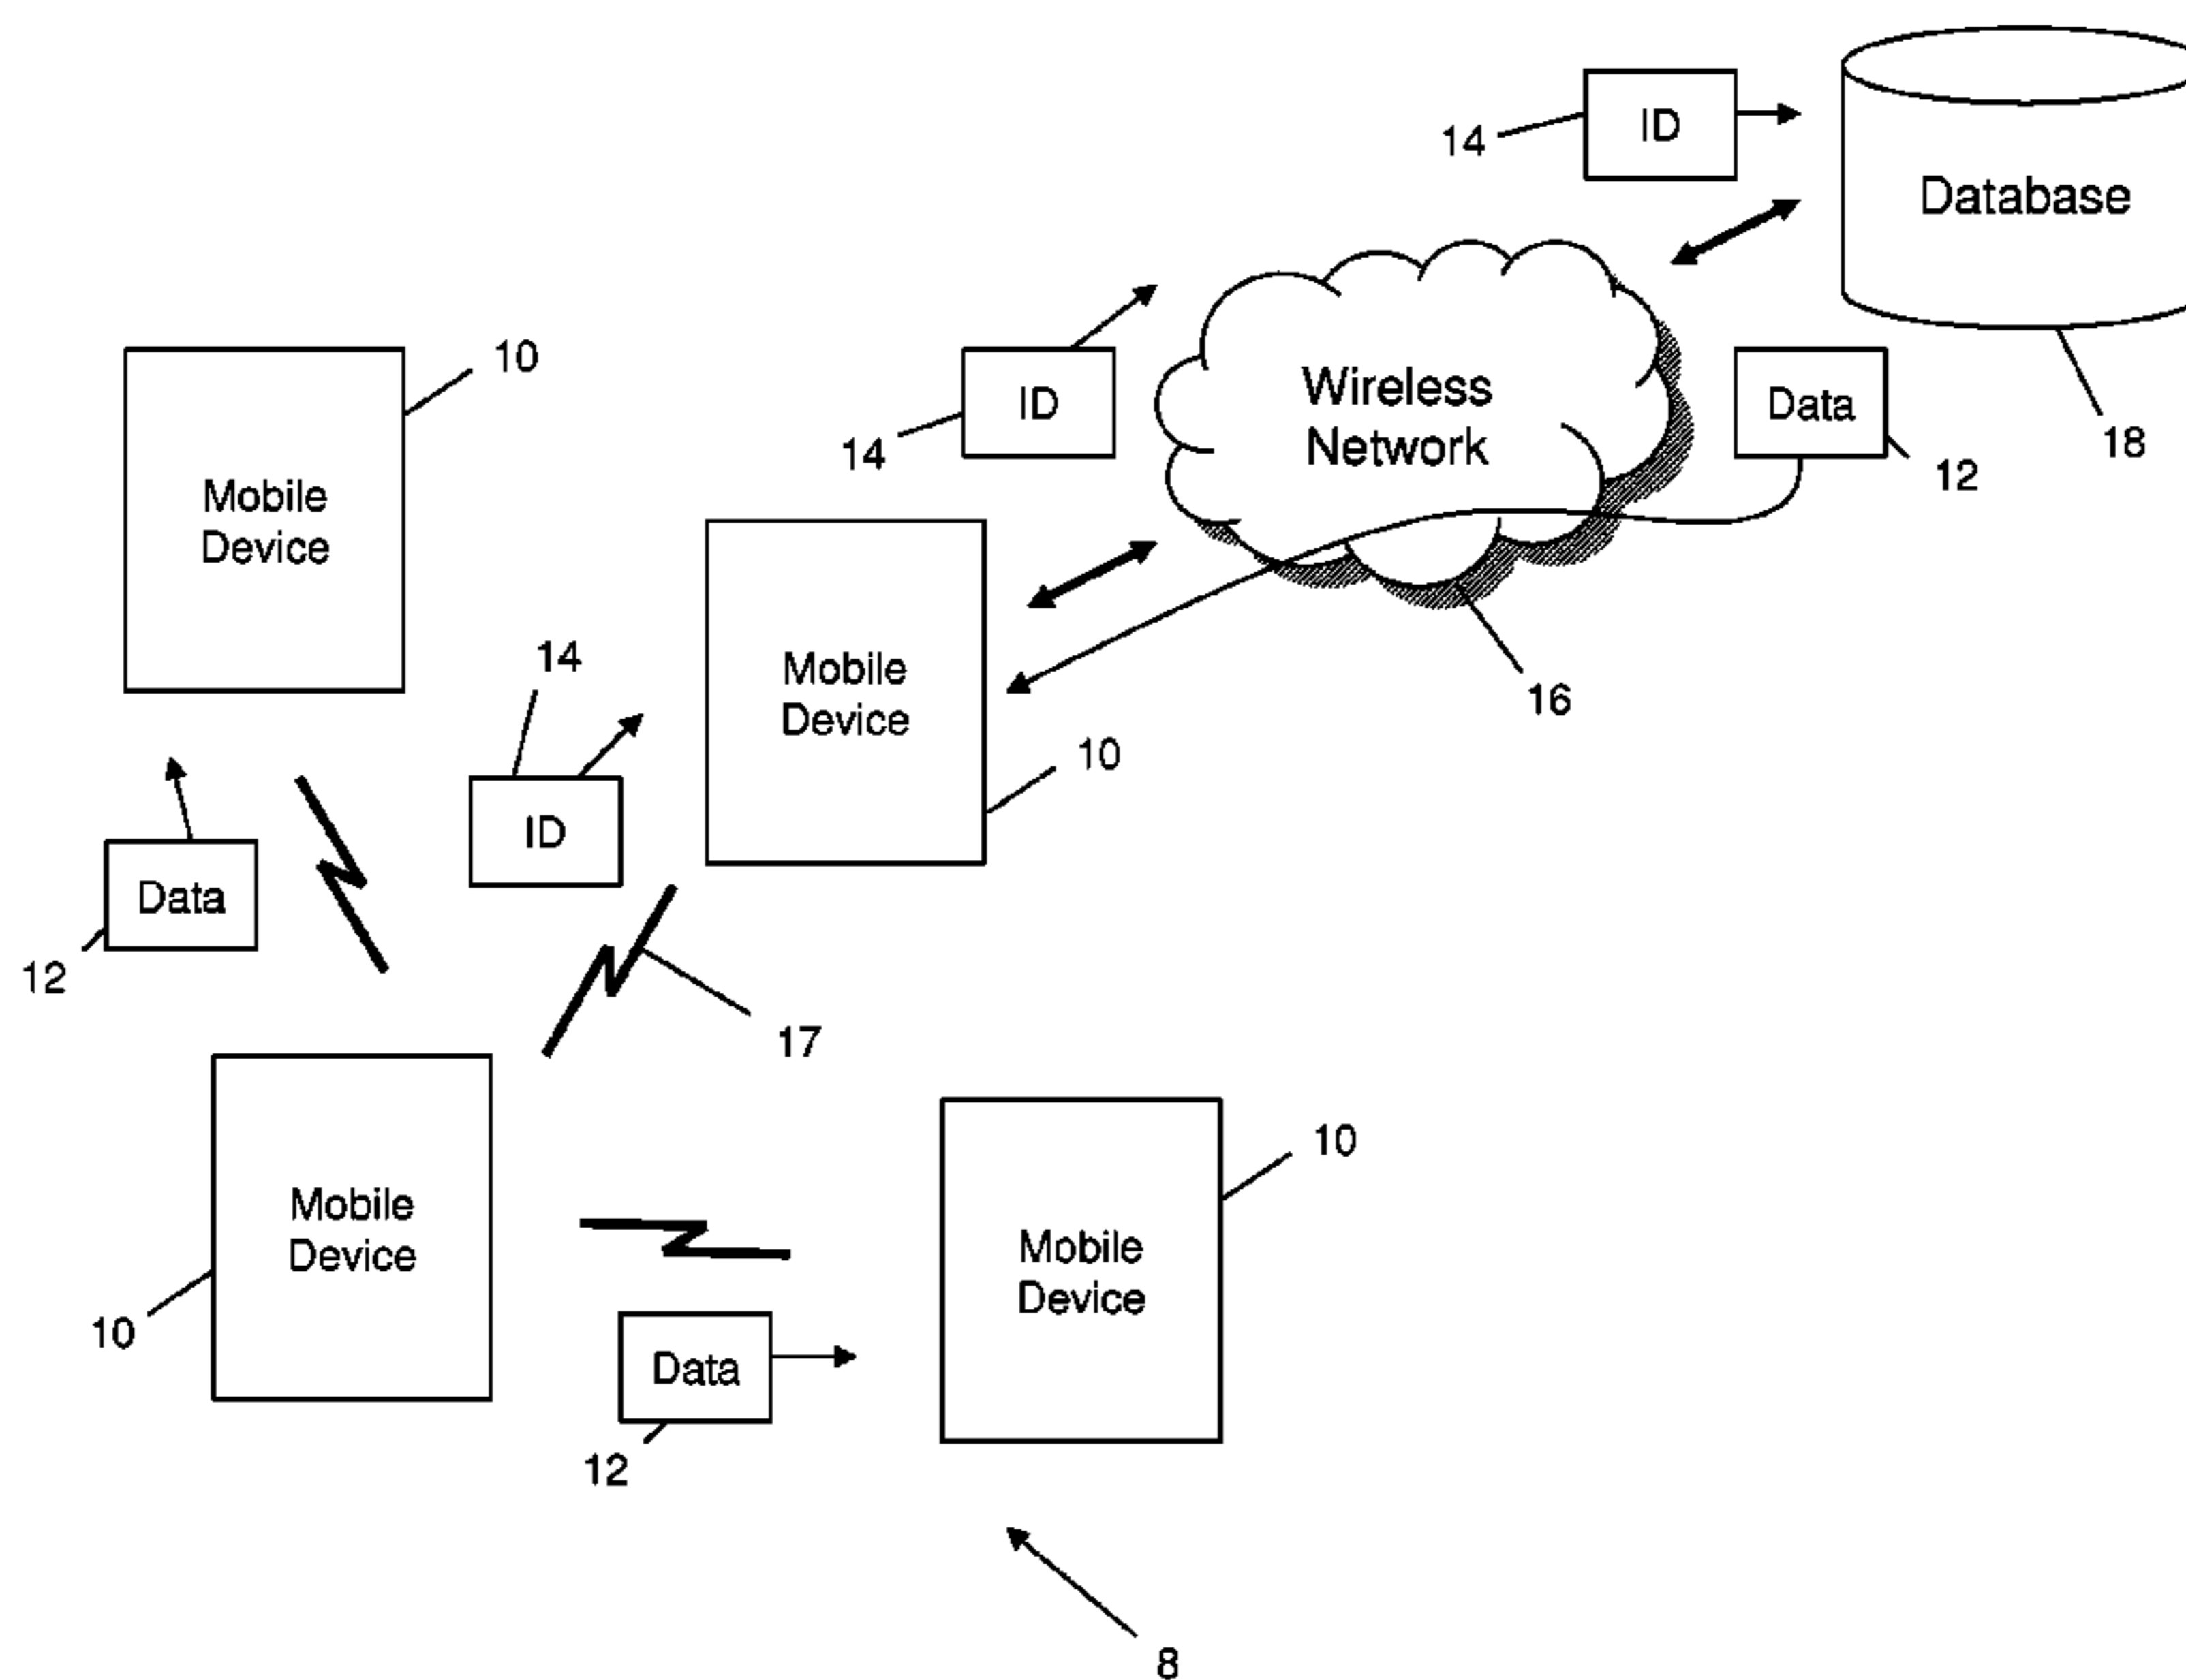 ID
14
Database
10
ID
14
Wireless
Network
Data
12
18
Mobile
Device
14
Mobile
Device
16
10
ID
Data
12
17
Mobile
Device
10
10
Mobile
Device
Data
12
8